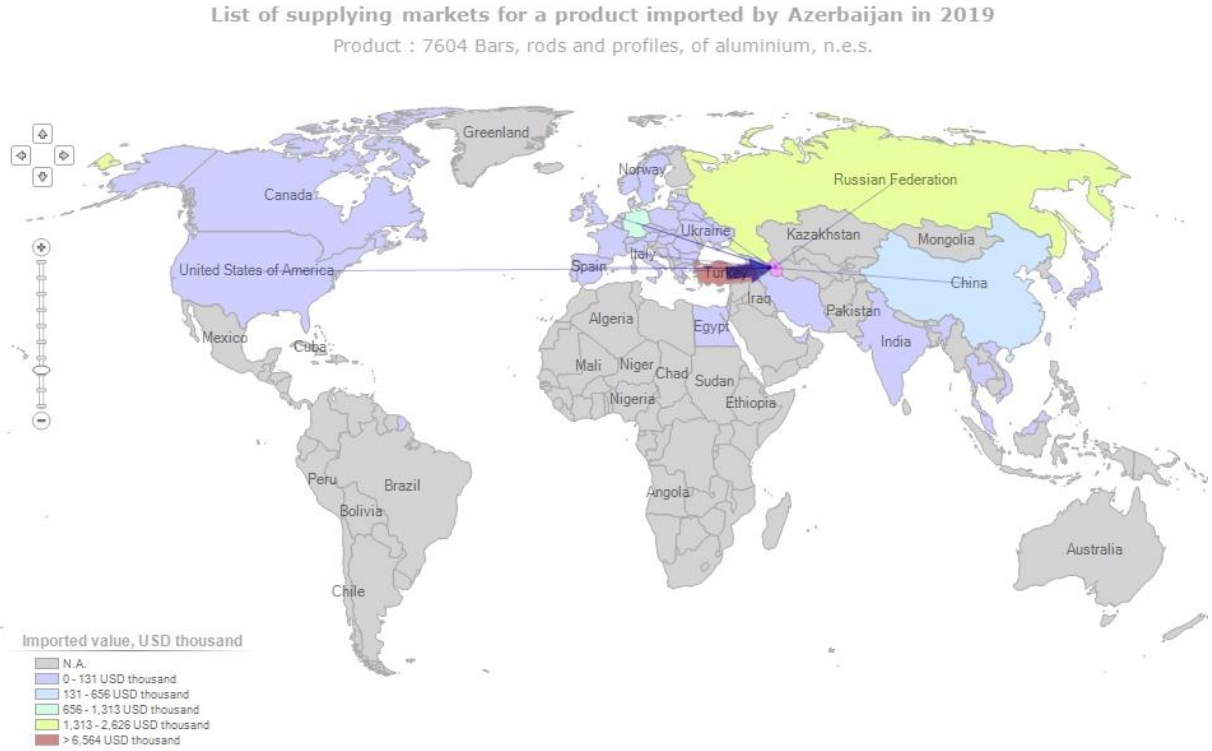 List of supplying markets for a product imported by Azerbaijan in 2019
Product : 7604 Bars, rods and profiles, of aluminium, n.e.s.
Greenland
Norway
Russian Federation
Canada
Ukraine
Kazakhstan
Mongolia
Italy
Spain
United States of America
Turkey
China
Iraq
Pakistan
Algeria
Egypt
Mexico
India
Cuba
Mali
Niger
Chad
Sudan
Nigeria
Ethiopia
Peru
Brazil
Angola
Bolivia
Australia
Chile
Imported value, USD thousand
N.A.
0 - 131 USD thousand
131 - 656 USD thousand
656 - 1,313 USD thousand
1,313 - 2,626 USD thousand
> 6,564 USD thousand